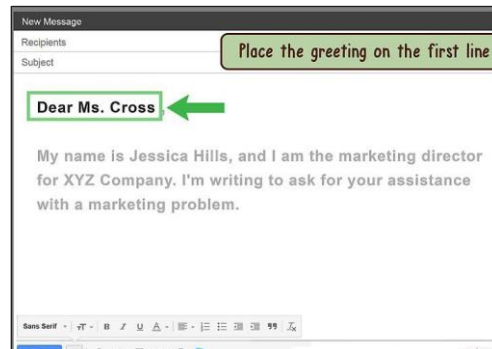 New Message
Recipients
Place the greeting on the first line
Subject
Dear Ms. Cross,
My name is Jessica Hills, and I am the marketing director
for XYZ Company. I'm writing to ask for your assistance
with a marketing problem.
Sans Serif